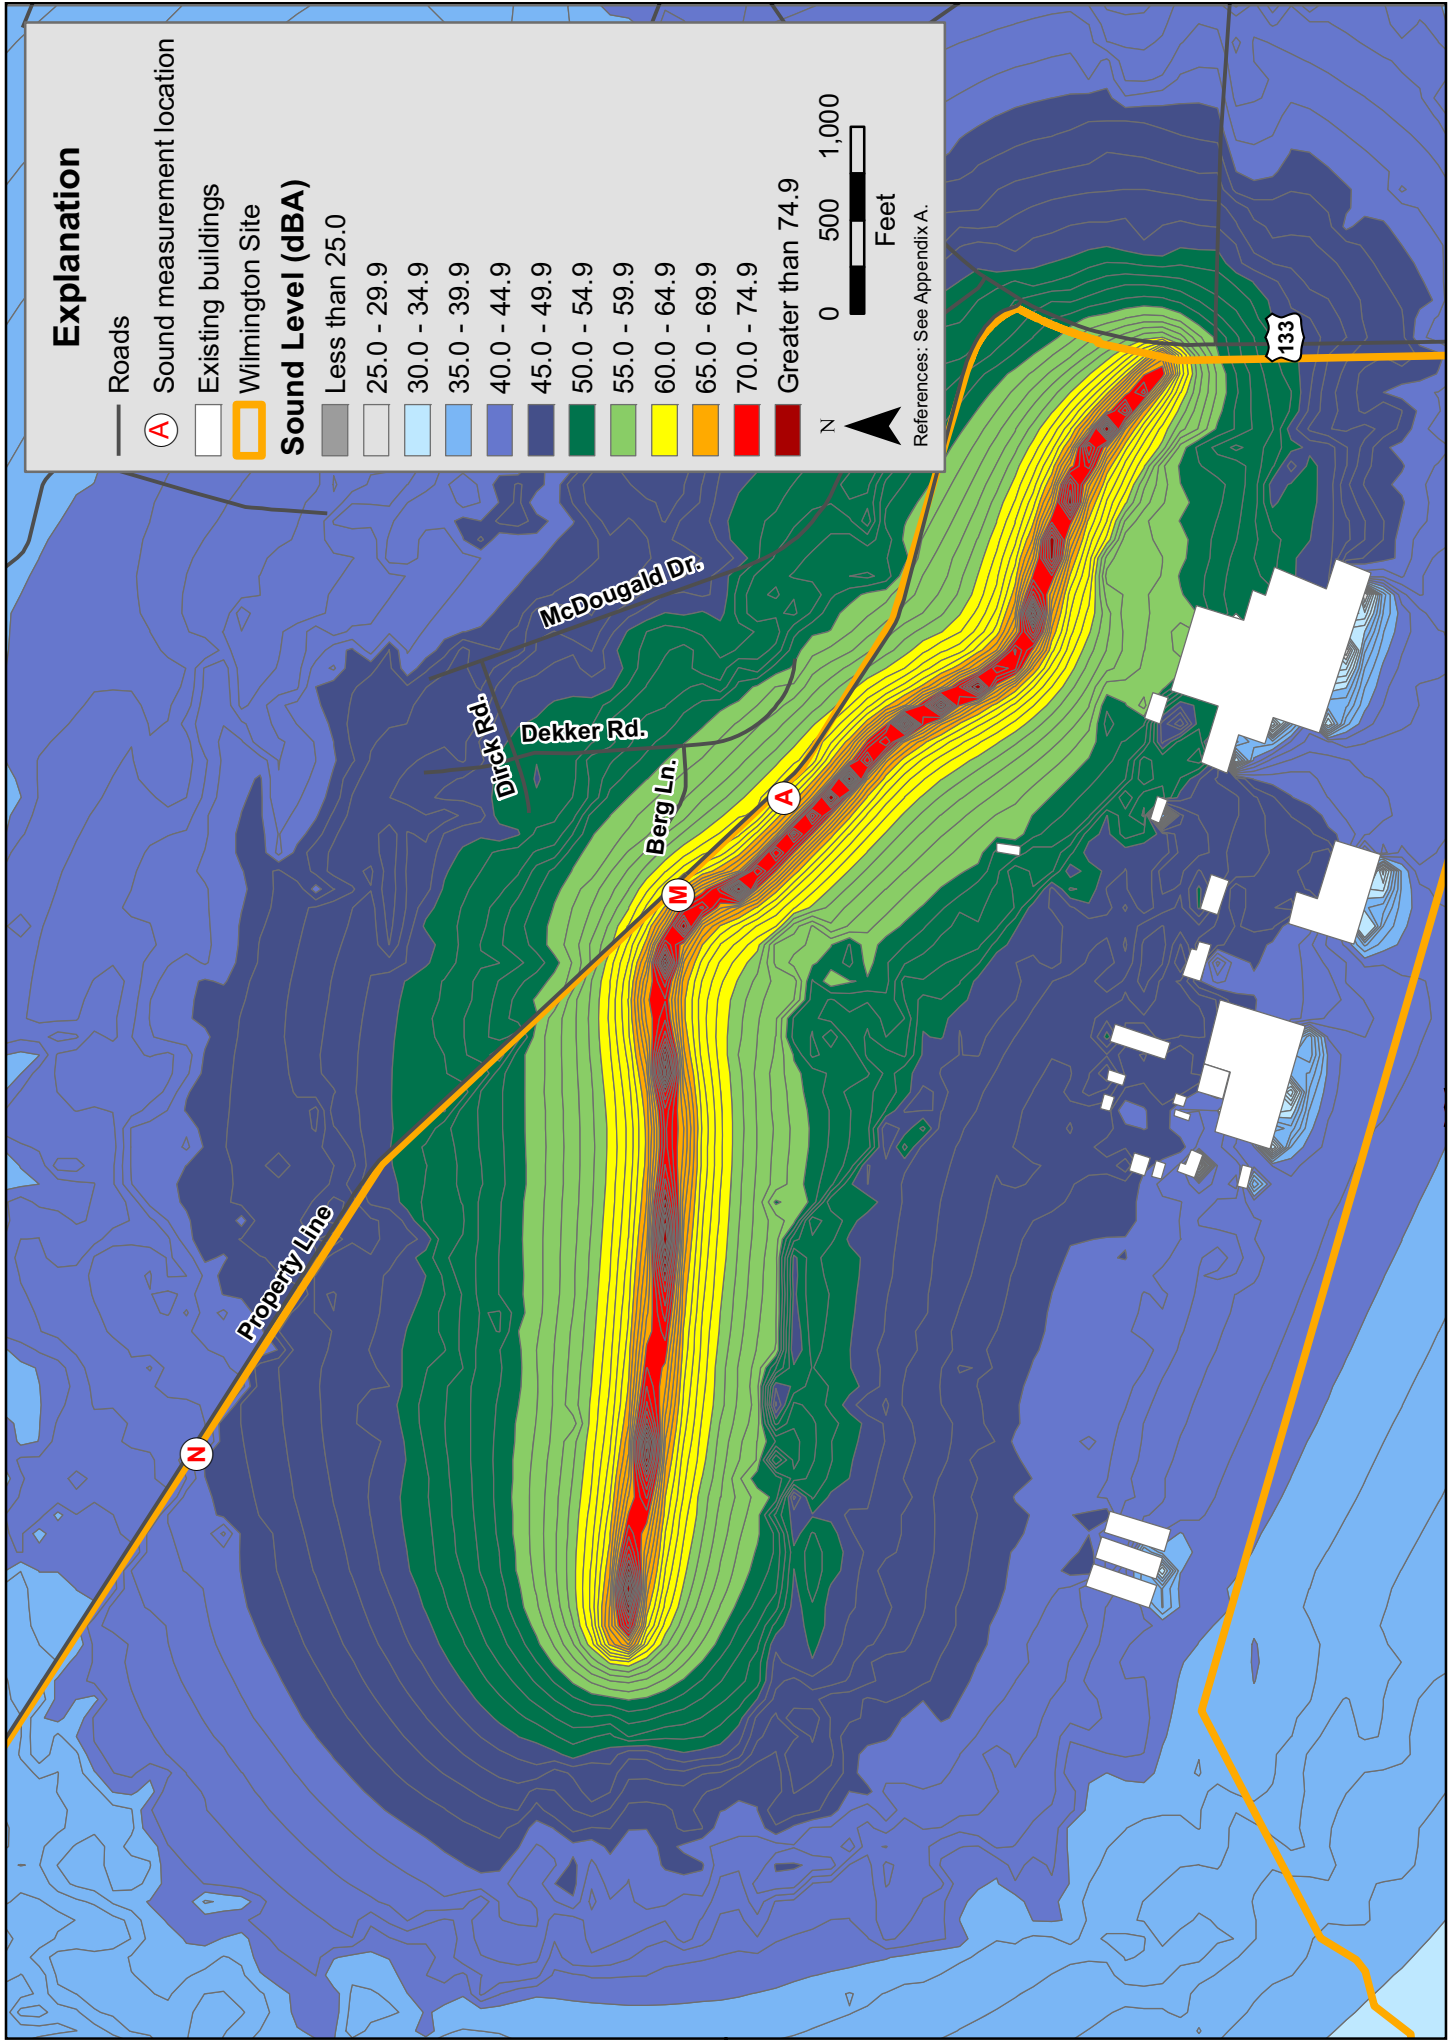 Explanation
Roads
A Sound measurement location
Existing buildings
Wilmington Site
Sound Level (dBA)
Less than 25.0
25.0 - 29.9
30.0 - 34.9
35.0 - 39.9
40.0 - 44.9
45.0 - 49.9
50.0 - 54.9
55.0 - 59.9
60.0 - 64.9
65.0 - 69.9
70.0 - 74.9
Greater than 74.9
N
0 500 1,000
Feet
References: See Appendix A.
N
Property Line
M
A
Berg Ln.
Dirck Rd.
Dekker Rd.
McDougald Dr.
133